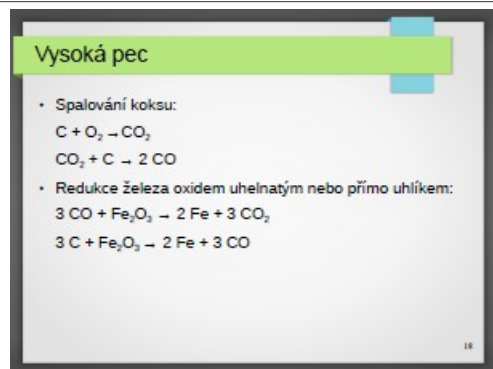 Vysoká pec
• Spalování koksu:
C + O₂ → CO₂
CO₂ + C → 2 CO
• Redukce železa oxidem uhelnatým nebo přímo uhlíkem:
3 CO + Fe₂O₃ → 2 Fe + 3 CO₂
3 C + Fe₂O₃ → 2 Fe + 3 CO
18